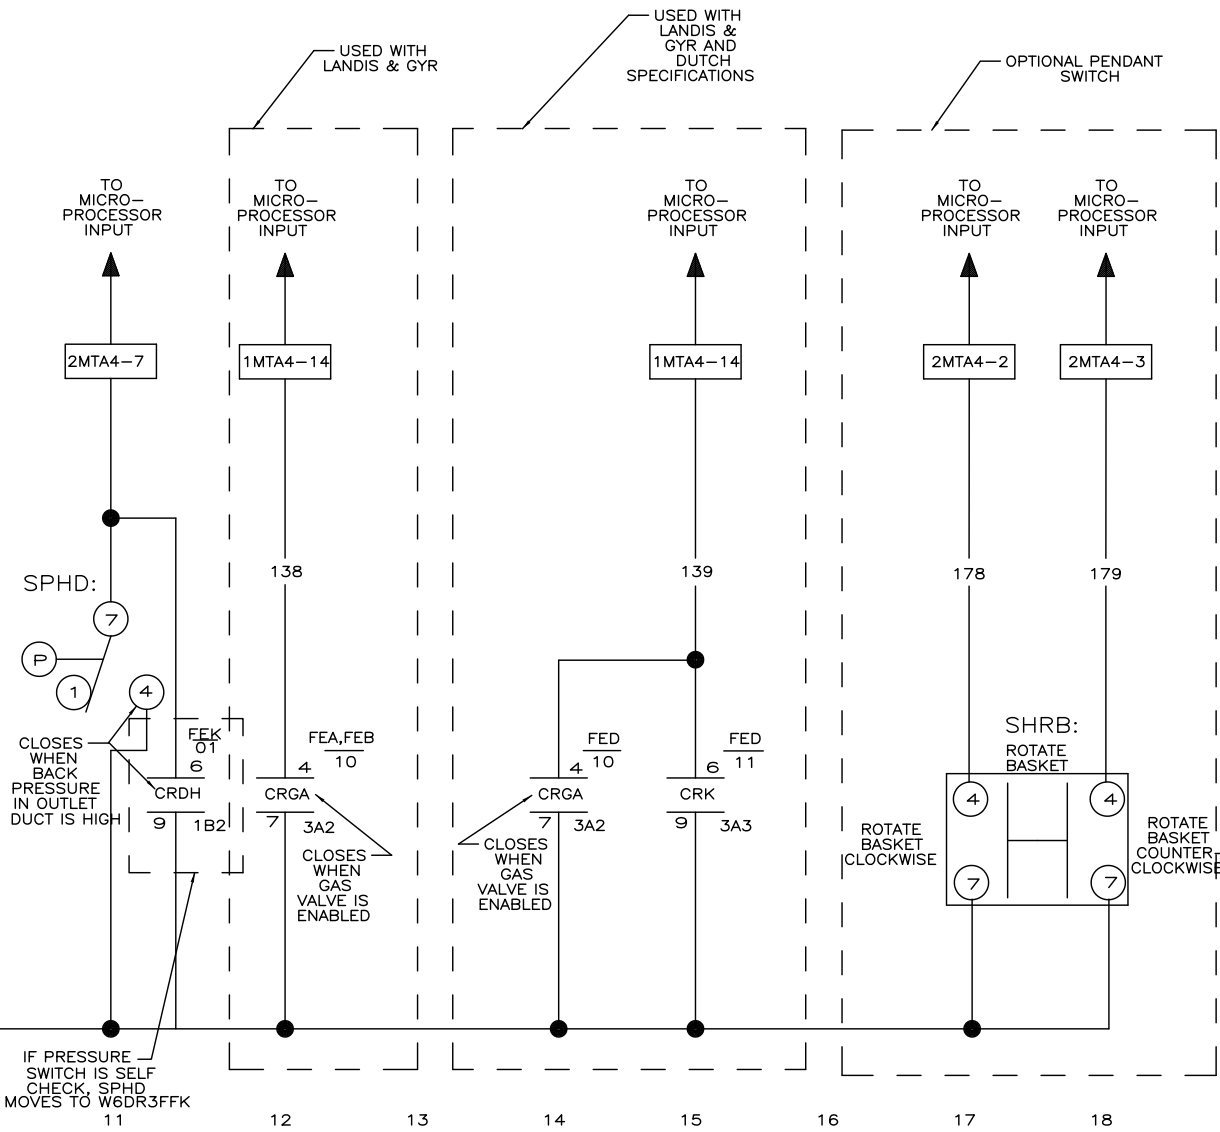 USED WITH
LANDIS & GYR
USED WITH
LANDIS &
GYR AND
DUTCH
SPECIFICATIONS
OPTIONAL PENDANT
SWITCH
TO
MICRO-
PROCESSOR
INPUT
TO
MICRO-
PROCESSOR
INPUT
TO
MICRO-
PROCESSOR
INPUT
TO
MICRO-
PROCESSOR
INPUT
TO
MICRO-
PROCESSOR
INPUT
2MTA4-7
1MTA4-14
1MTA4-14
2MTA4-2
2MTA4-3
138
139
178
179
SPHD:
7
P
1
4
CLOSES
WHEN
BACK
PRESSURE
IN OUTLET
DUCT IS HIGH
FEK
01
6
CRDH
9
1B2
FEA,FEB
10
4
CRGA
7
3A2
CLOSES
WHEN
GAS
VALVE IS
ENABLED
FED
10
4
CRGA
7
3A2
CLOSES
WHEN
GAS
VALVE IS
ENABLED
FED
11
6
CRK
9
3A3
SHRB:
ROTATE
BASKET
4
4
7
7
ROTATE
BASKET
CLOCKWISE
ROTATE
BASKET
COUNTER-
CLOCKWISE
IF PRESSURE
SWITCH IS SELF
CHECK, SPHD
MOVES TO W6DR3FFK
11
12
13
14
15
16
17
18